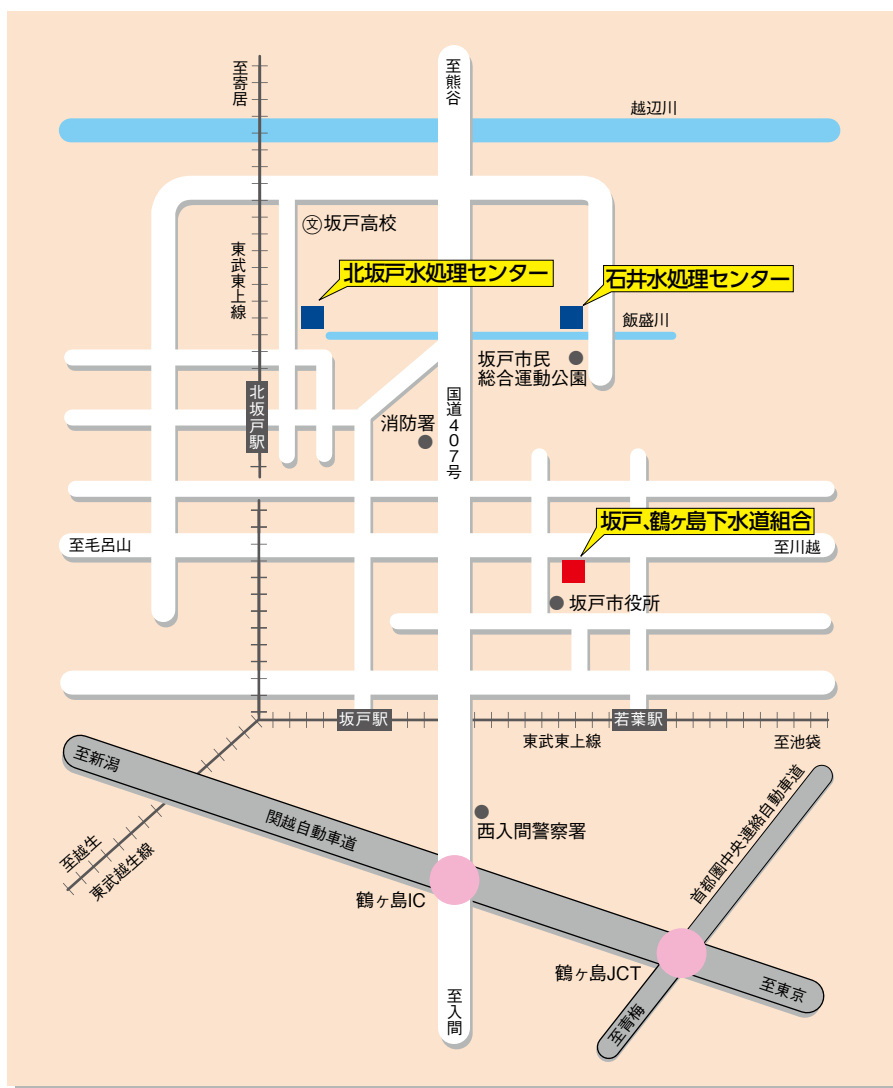 至寄居
至熊谷
越辺川
文坂戸高校
東武東上線
北坂戸水処理センター
石井水処理センター
飯盛川
坂戸市民
総合運動公園
北坂戸駅
国道407号
消防署
坂戸、鶴ヶ島下水道組合
至毛呂山
至川越
坂戸市役所
坂戸駅
若葉駅
東武東上線
至池袋
至新潟
関越自動車道
西入間警察署
首都圏中央連絡自動車道
至越生
東武越生線
鶴ヶ島IC
鶴ヶ島JCT
至東京
至入間
至青梅